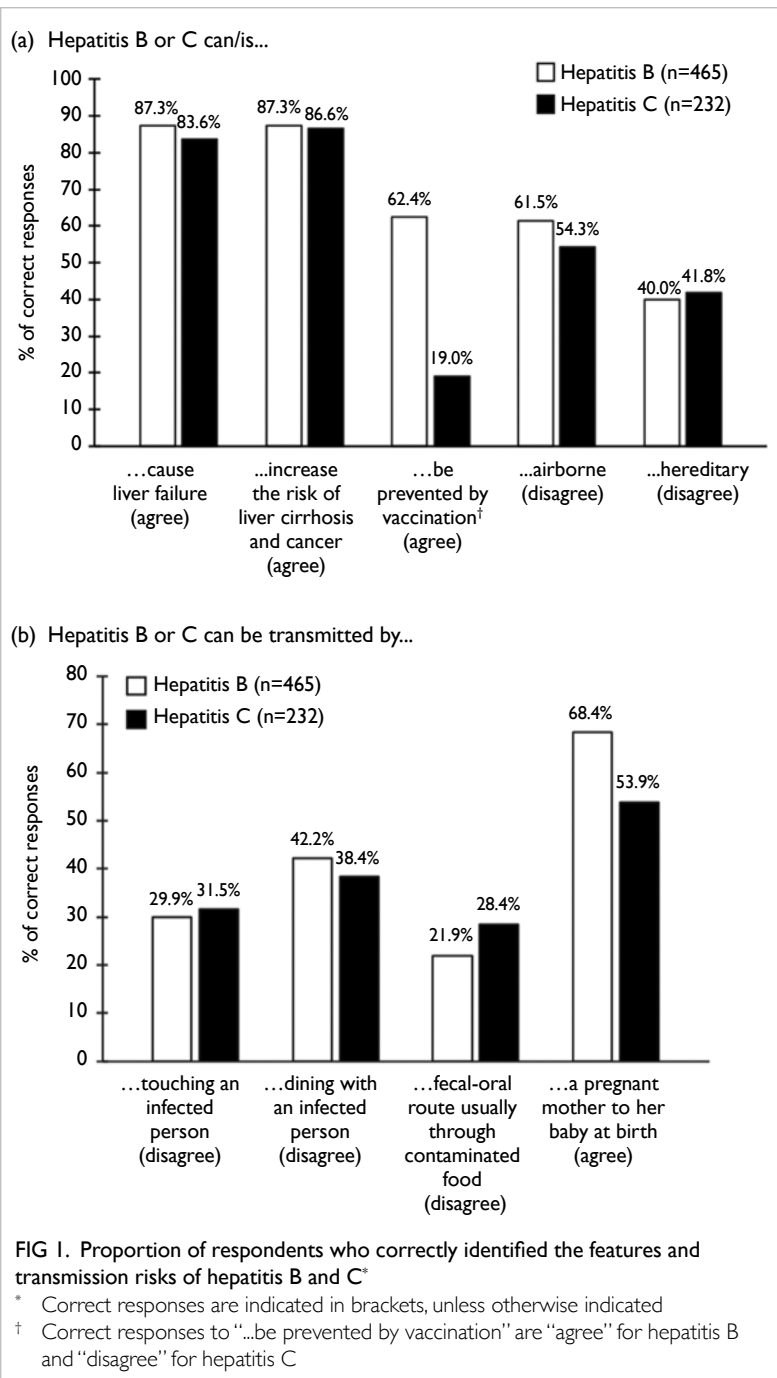 (a) Hepatitis B or C can/is...
Hepatitis B (n=465)
Hepatitis C (n=232)
% of correct responses
100
90
80
70
60
50
40
30
20
10
0
87.3%
83.6%
87.3%
86.6%
62.4%
19.0%
61.5%
54.3%
40.0%
41.8%
…cause
liver failure
(agree)
...increase
the risk of
liver cirrhosis
and cancer
(agree)
…be
prevented by
vaccination†
(agree)
...airborne
(disagree)
...hereditary
(disagree)
(b) Hepatitis B or C can be transmitted by...
Hepatitis B (n=465)
Hepatitis C (n=232)
% of correct responses
80
70
60
50
40
30
20
10
0
29.9%
31.5%
42.2%
38.4%
21.9%
28.4%
68.4%
53.9%
…touching an
infected
person
(disagree)
…dining with
an infected
person
(disagree)
…fecal-oral
route usually
through
contaminated
food
(disagree)
…a pregnant
mother to her
baby at birth
(agree)
FIG 1. Proportion of respondents who correctly identified the features and
transmission risks of hepatitis B and C*
* Correct responses are indicated in brackets, unless otherwise indicated
† Correct responses to “...be prevented by vaccination” are “agree” for hepatitis B
and “disagree” for hepatitis C